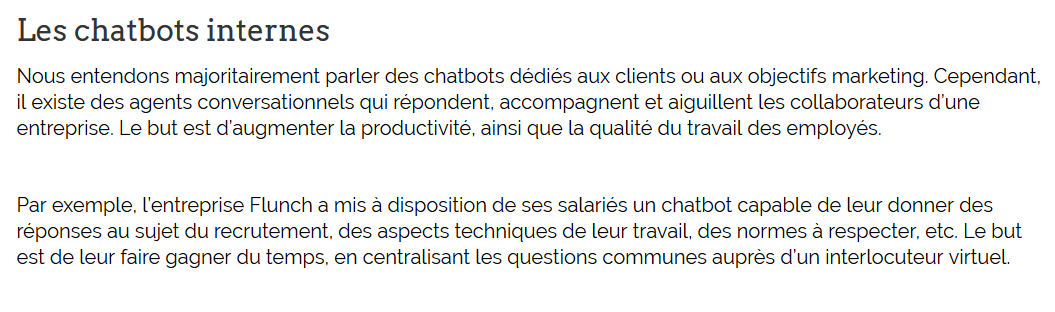 Les chatbots internes
Nous entendons majoritairement parler des chatbots dédiés aux clients ou aux objectifs marketing. Cependant,
il existe des agents conversationnels qui répondent, accompagnent et aiguillent les collaborateurs d’une
entreprise. Le but est d’augmenter la productivité, ainsi que la qualité du travail des employés.
Par exemple, l’entreprise Flunch a mis à disposition de ses salariés un chatbot capable de leur donner des
réponses au sujet du recrutement, des aspects techniques de leur travail, des normes à respecter, etc. Le but
est de leur faire gagner du temps, en centralisant les questions communes auprès d’un interlocuteur virtuel.